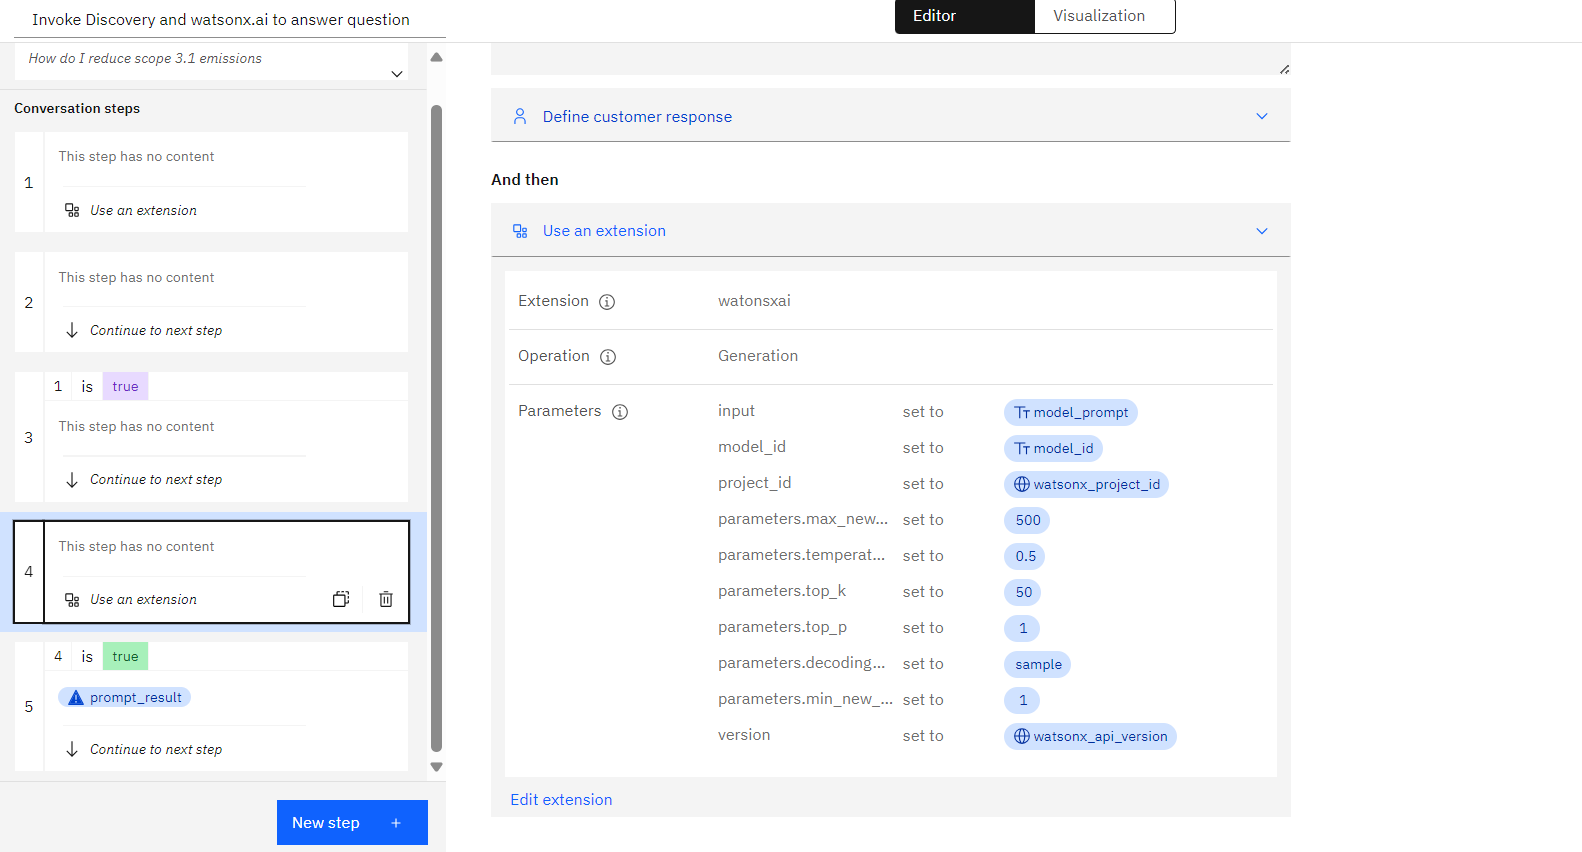 Invoke Discovery and watsonx.ai to answer question
Editor
Visualization
How do I reduce scope 3.1 emissions
Conversation steps
1
This step has no content
Use an extension
2
This step has no content
Continue to next step
3
1 is true
This step has no content
Continue to next step
4
This step has no content
Use an extension
5
4 is true
prompt_result
Continue to next step
New step +
Define customer response
And then
Use an extension
Extension watonsxai
Operation Generation
Parameters input set to model_prompt
model_id set to model_id
project_id set to watsonx_project_id
parameters.max_new... set to 500
parameters.temperat... set to 0.5
parameters.top_k set to 50
parameters.top_p set to 1
parameters.decoding... set to sample
parameters.min_new_... set to 1
version set to watsonx_api_version
Edit extension